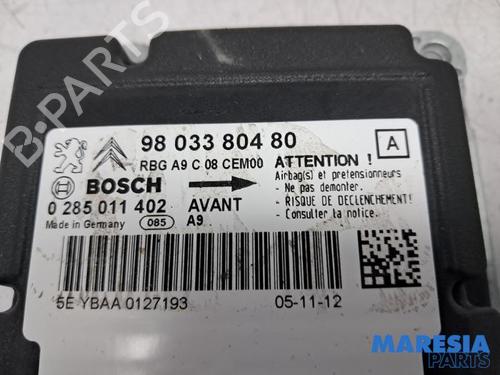 98 033 804 80
A
RBG A9 C 08 CEM00
ATTENTION !
BOSCH
Airbag(s) et pretensionneurs
- Ne pas demonter.
- RISQUE DE DECLENCHEMENT
- Consulter la notice.
0 285 011 402
AVANT
Made in Germany
085
A9
5E YBAA 0127193
05-11-12
B-PARTS
MARESIA
PARTS